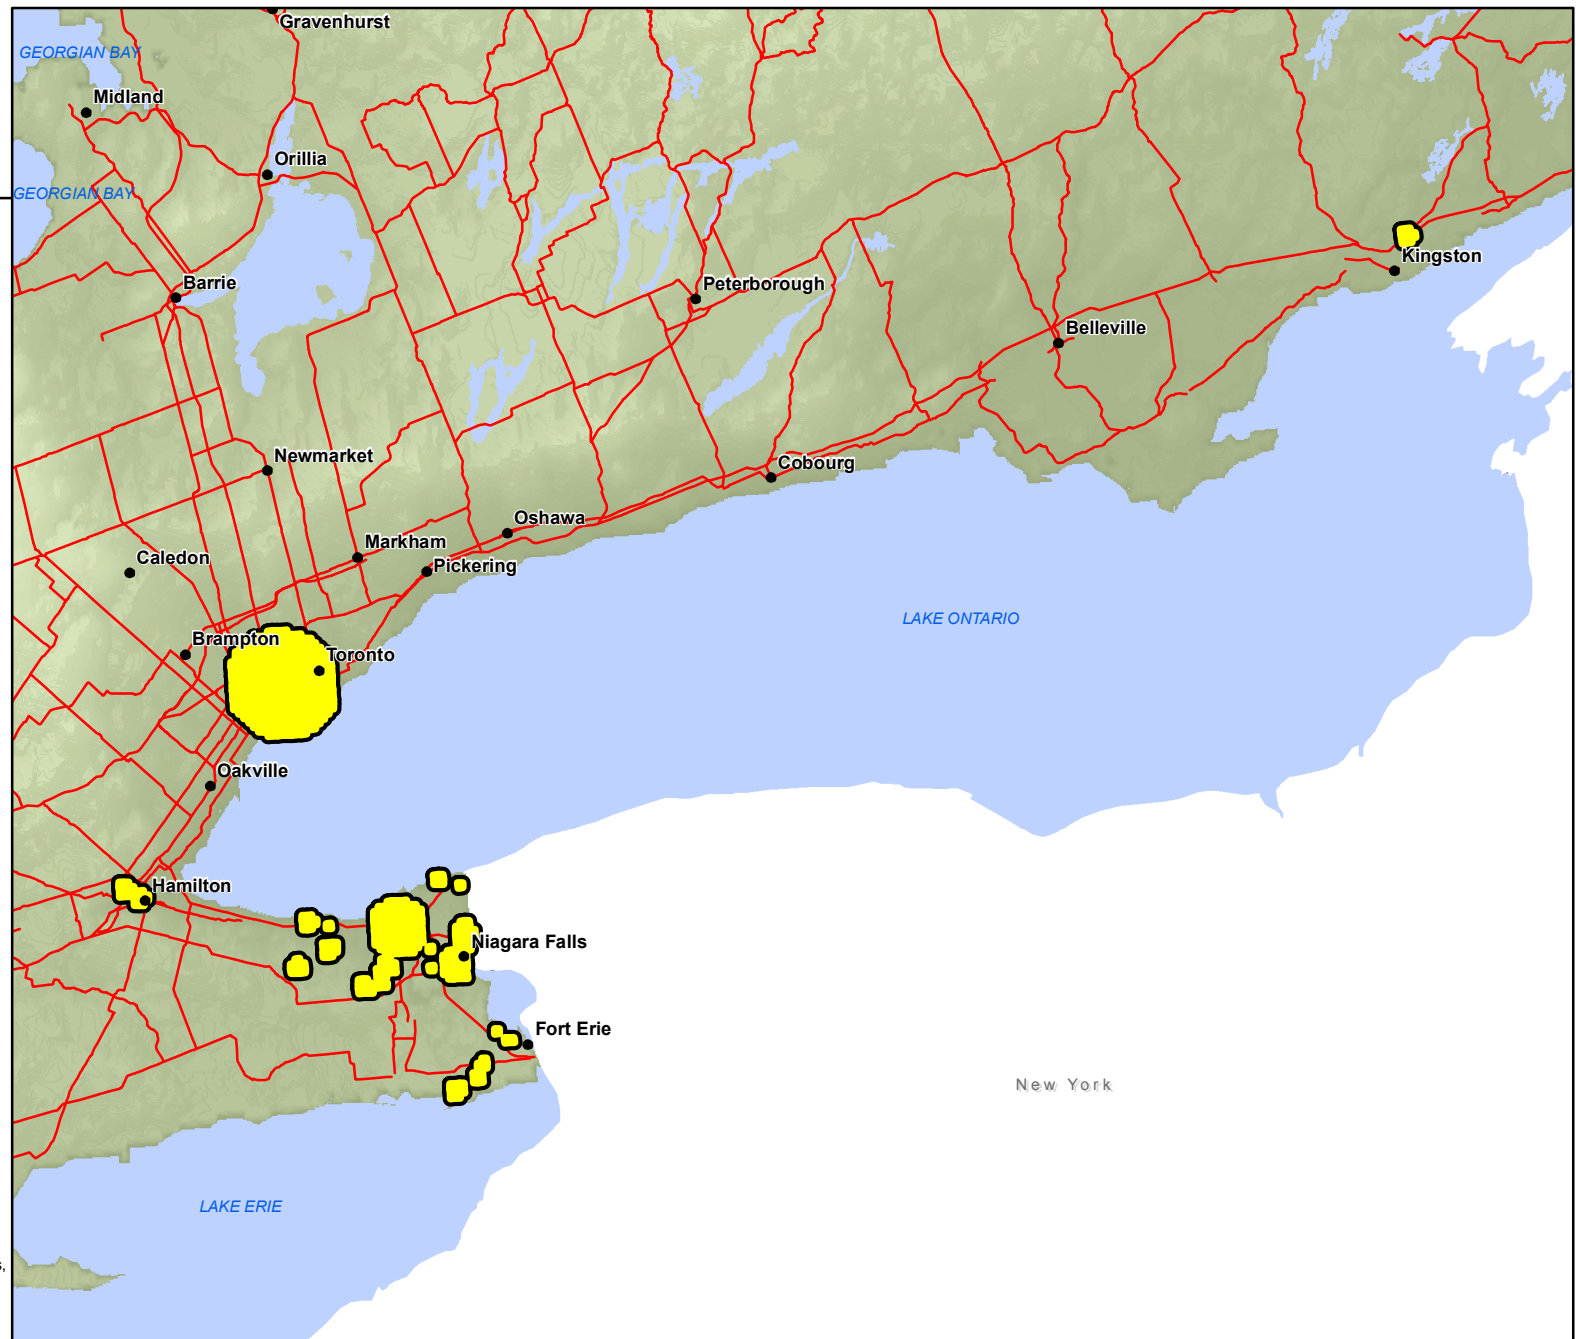 Gravenhurst
GEORGIAN BAY
Midland
Orillia
GEORGIAN BAY
Kingston
Barrie
Peterborough
Belleville
Newmarket
Cobourg
Oshawa
Markham
Caledon
Pickering
LAKE ONTARIO
Brampton
Toronto
Oakville
Hamilton
Niagara Falls
Fort Erie
New York
LAKE ERIE